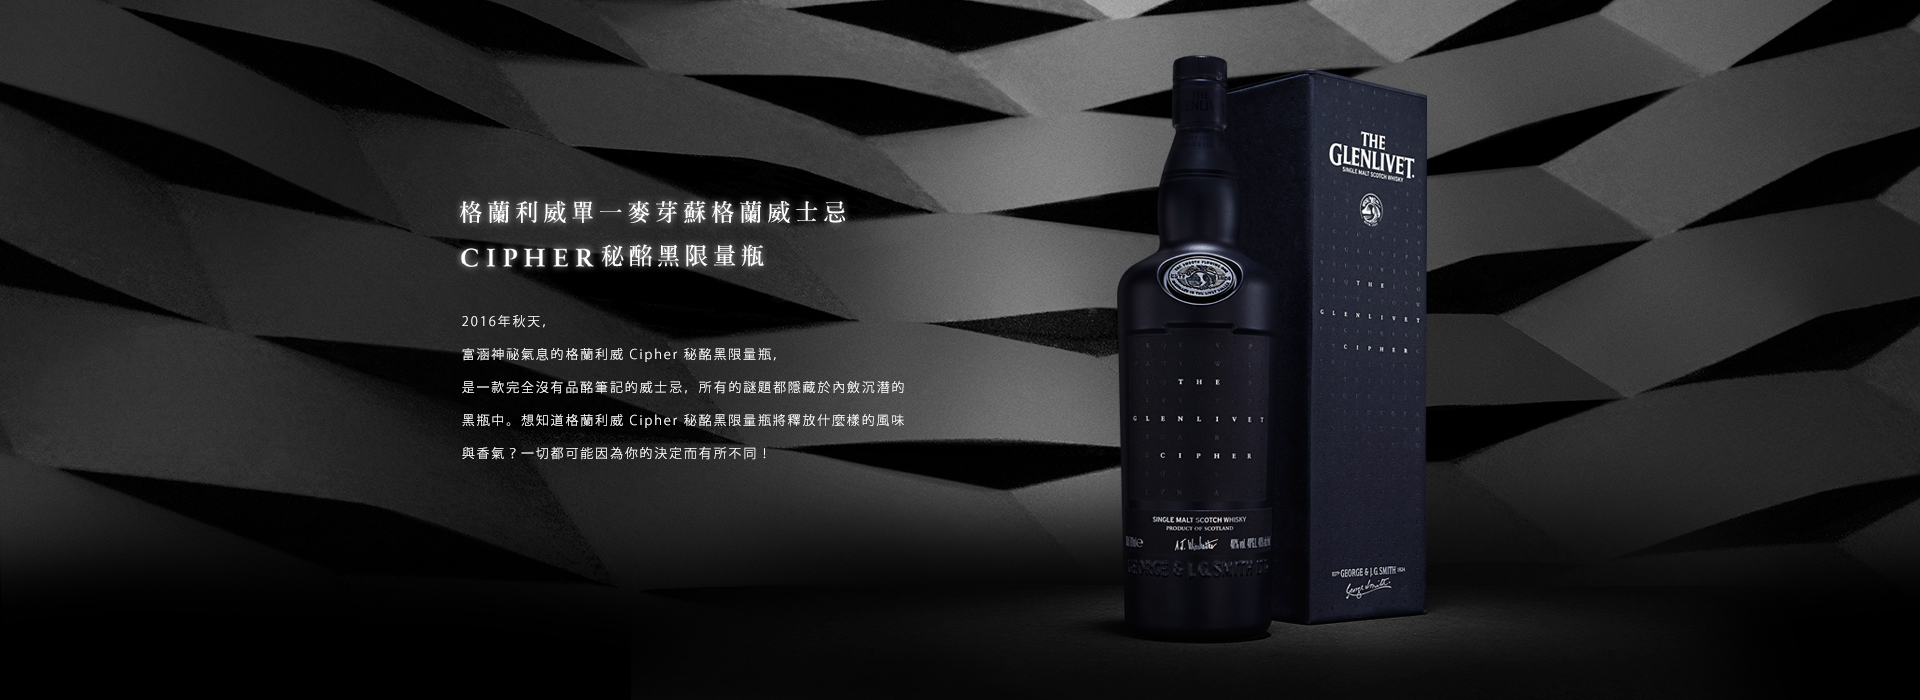 格蘭利威單一麥芽蘇格蘭威士忌
CIPHER秘酩黑限量瓶
2016年秋天,
富涵神祕氣息的格蘭利威 Cipher 秘酩黑限量瓶,
是一款完全沒有品酩筆記的威士忌, 所有的謎題都隱藏於內斂沉潛的
黑瓶中。想知道格蘭利威 Cipher 秘酩黑限量瓶將釋放什麼樣的風味
與香氣？一切都可能因為你的決定而有所不同！
THE
GLENLIVET
CIPHER
SINGLE MALT SCOTCH WHISKY
PRODUCT OF SCOTLAND
GEORGE & J.G. SMITH
THE
GLENLIVET.
SINGLE MALT SCOTCH WHISKY
THE
GLENLIVET
CIPHER
GEORGE & J.G. SMITH
George Smith